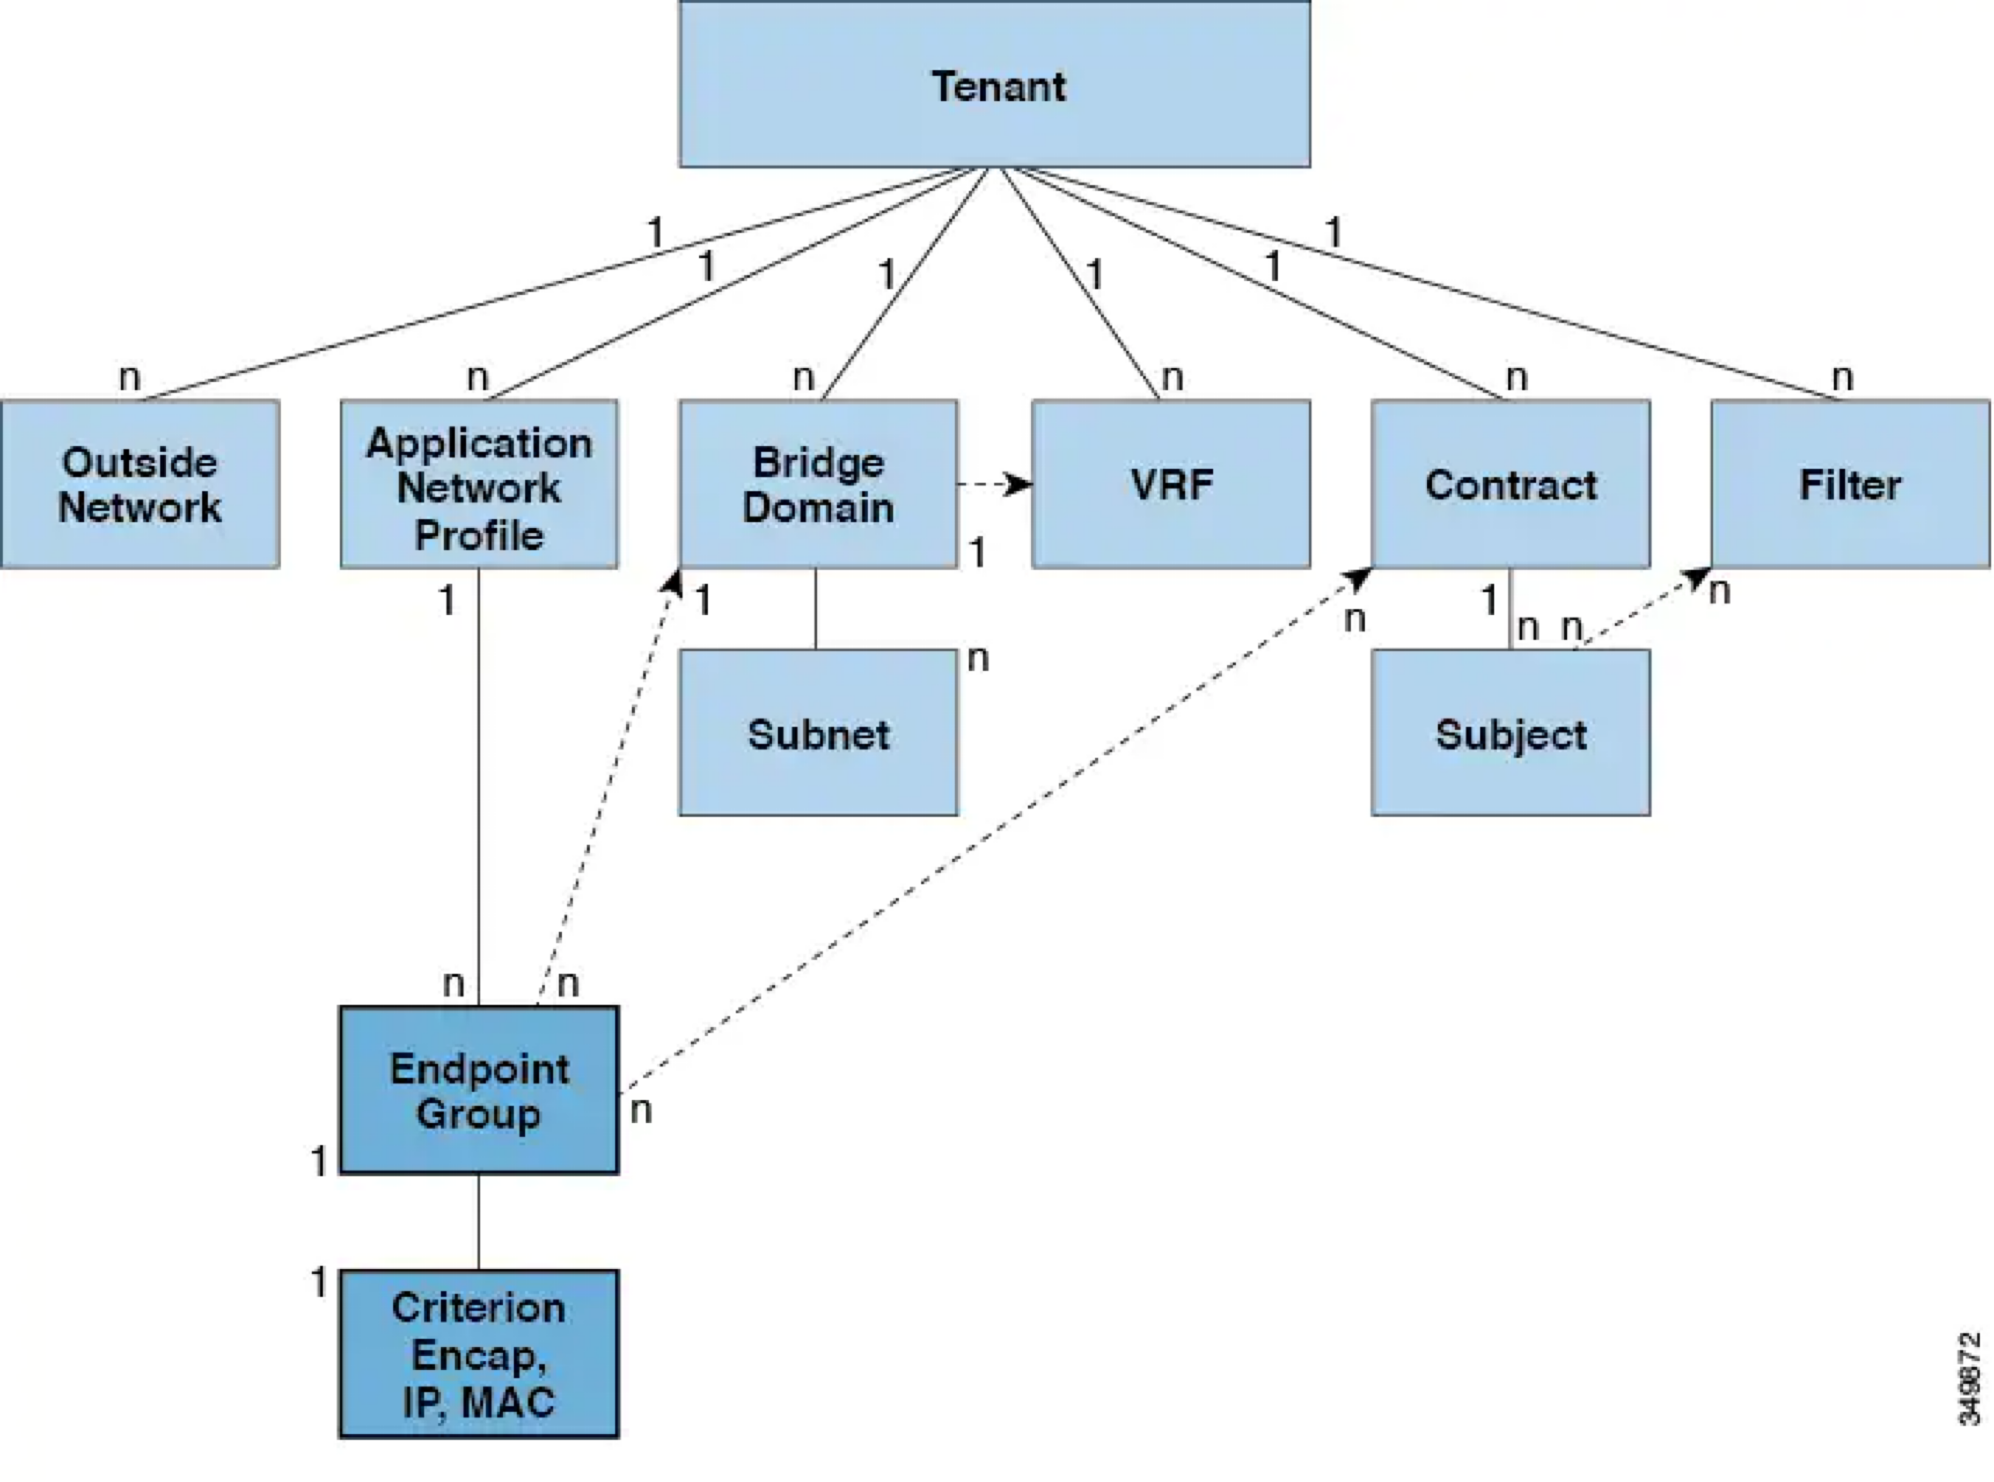 Tenant
1
1
1
1
1
1
n
n
n
n
n
n
Outside
Network
Application
Network
Profile
Bridge
Domain
VRF
Contract
Filter
1
1
1
1
n
n
n
n
n
Subnet
Subject
n
n
Endpoint
Group
n
1
1
Criterion
Encap,
IP, MAC
349872